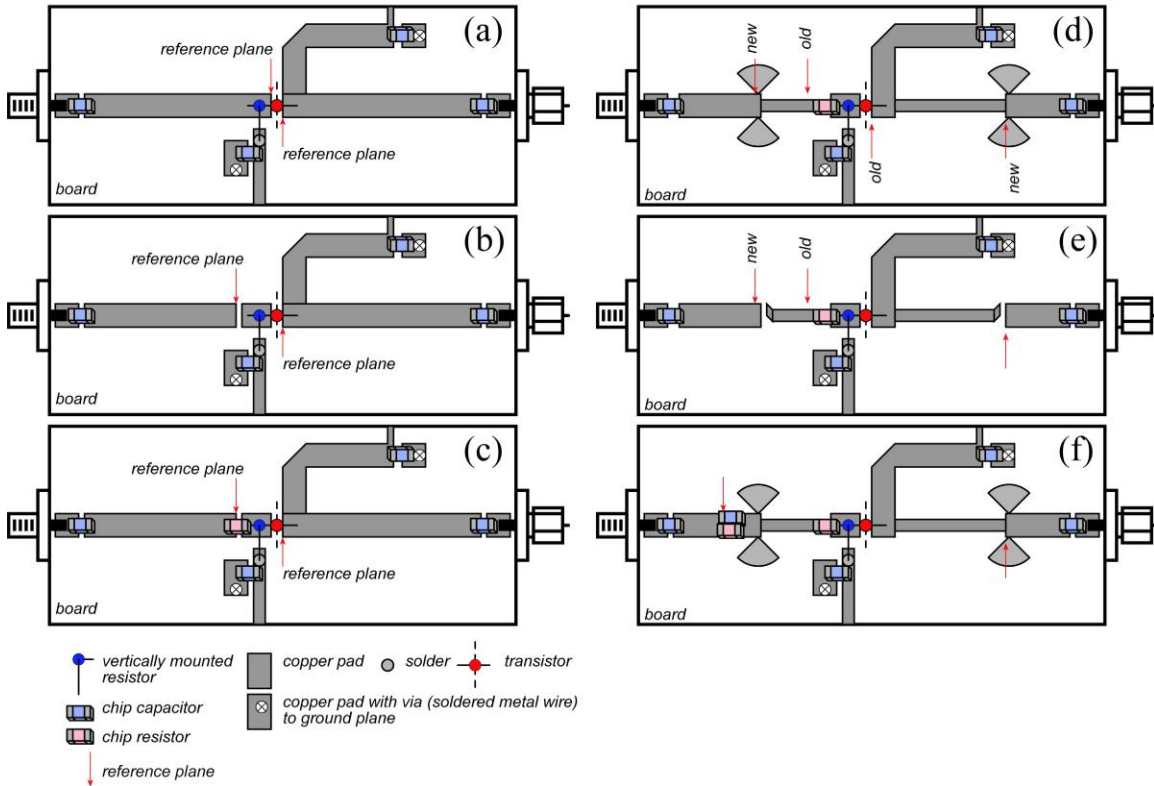 (a)
reference plane
reference plane
board
(b)
reference plane
reference plane
board
(c)
reference plane
reference plane
board
(d)
new
old
old
new
board
(e)
new
old
board
(f)
board
vertically mounted
resistor
chip capacitor
chip resistor
reference plane
copper pad
copper pad with via (soldered metal wire)
to ground plane
solder
transistor